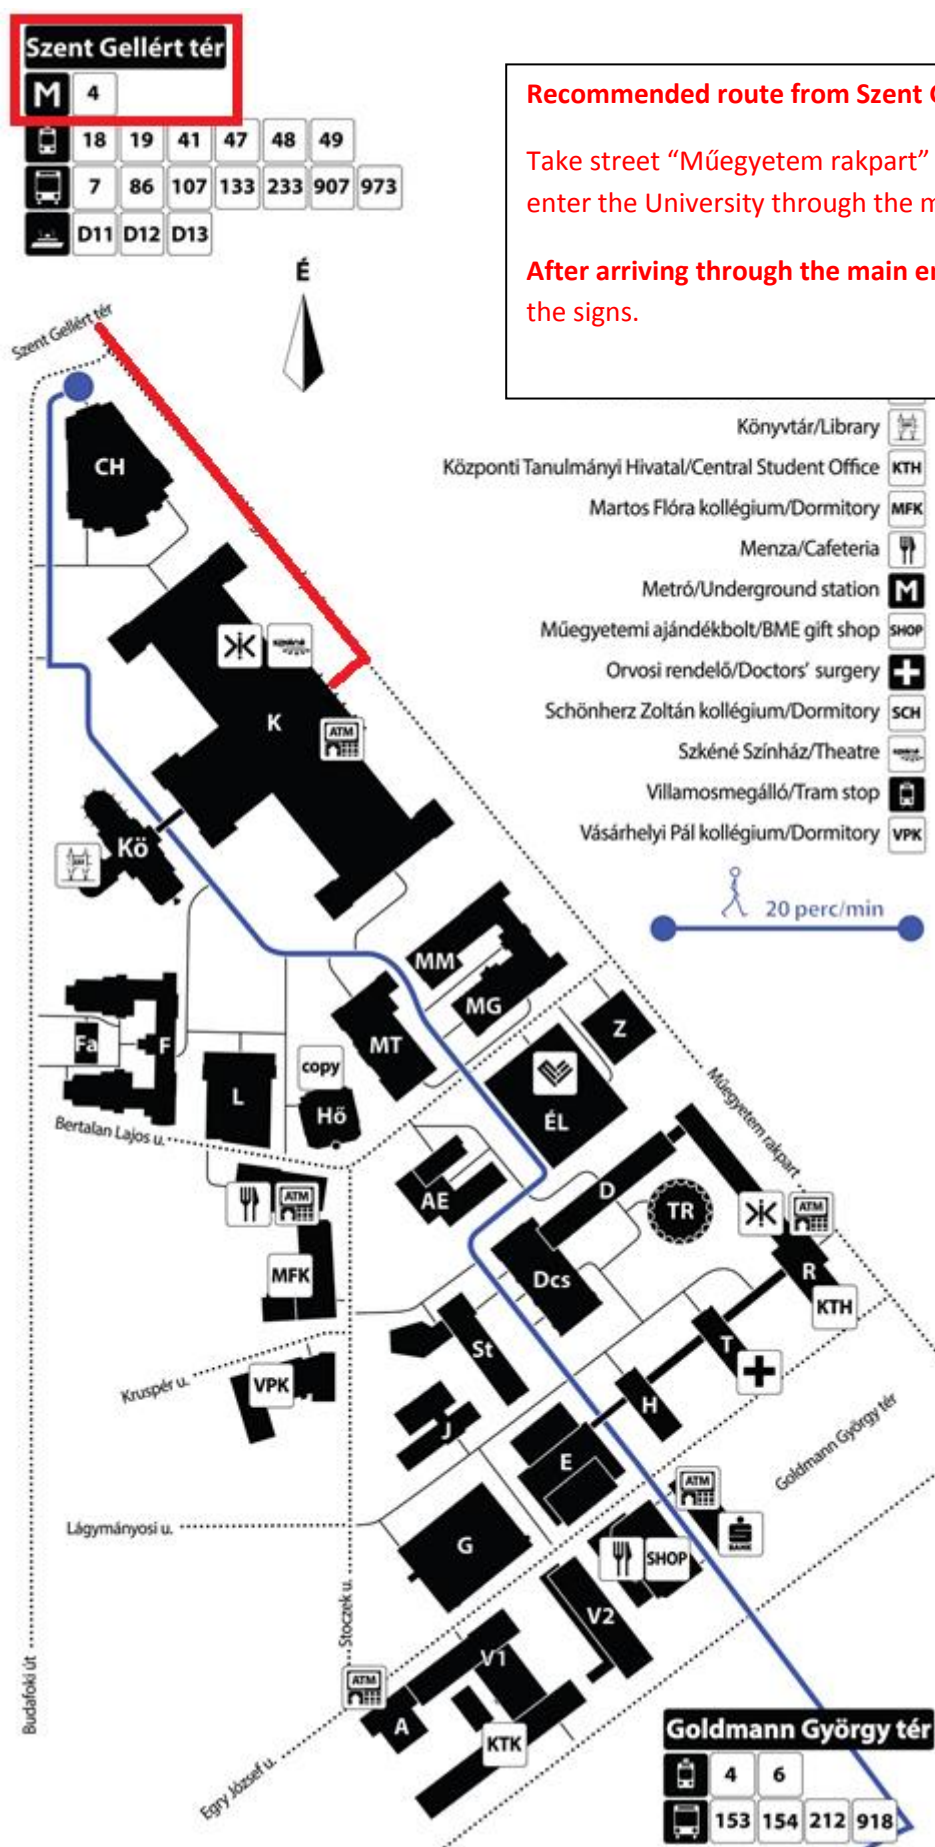 Szent Gellért tér
M 4
18 19 41 47 48 49
7 86 107 133 233 907 973
D11 D12 D13
Recommended route from Szent
Take street “Műegyetem rakpart”
enter the University through the
After arriving through the main
the signs.
É
Szent Gellért tér
Könyvtár/Library
Központi Tanulmányi Hivatal/Central Student Office KTH
Martos Flóra kollégium/Dormitory MFK
Menza/Cafeteria
Metró/Underground station M
Műegyetemi ajándékbolt/BME gift shop SHOP
Orvosi rendelő/Doctors' surgery
Schönherz Zoltán kollégium/Dormitory SCH
Szkéné Színház/Theatre
Villamosmegálló/Tram stop
Vásárhelyi Pál kollégium/Dormitory VPK
20 perc/min
CH
K
ATM
Kö
MM
MG
Z
MT
Fa
F
L
copy
Hő
ÉL
Bertalan Lajos u.
Műegyetem rakpart
AE
D
TR
ATM
ATM
MFK
Dcs
R
KTH
St
T
Kruspér u.
VPK
H
J
E
Goldmann György tér
Lágymányosi u.
G
ATM
BANK
SHOP
V2
Stoczek u.
Budafoki út
V1
ATM
A
KTK
Egry József u.
Goldmann György tér
4 6
153 154 212 918